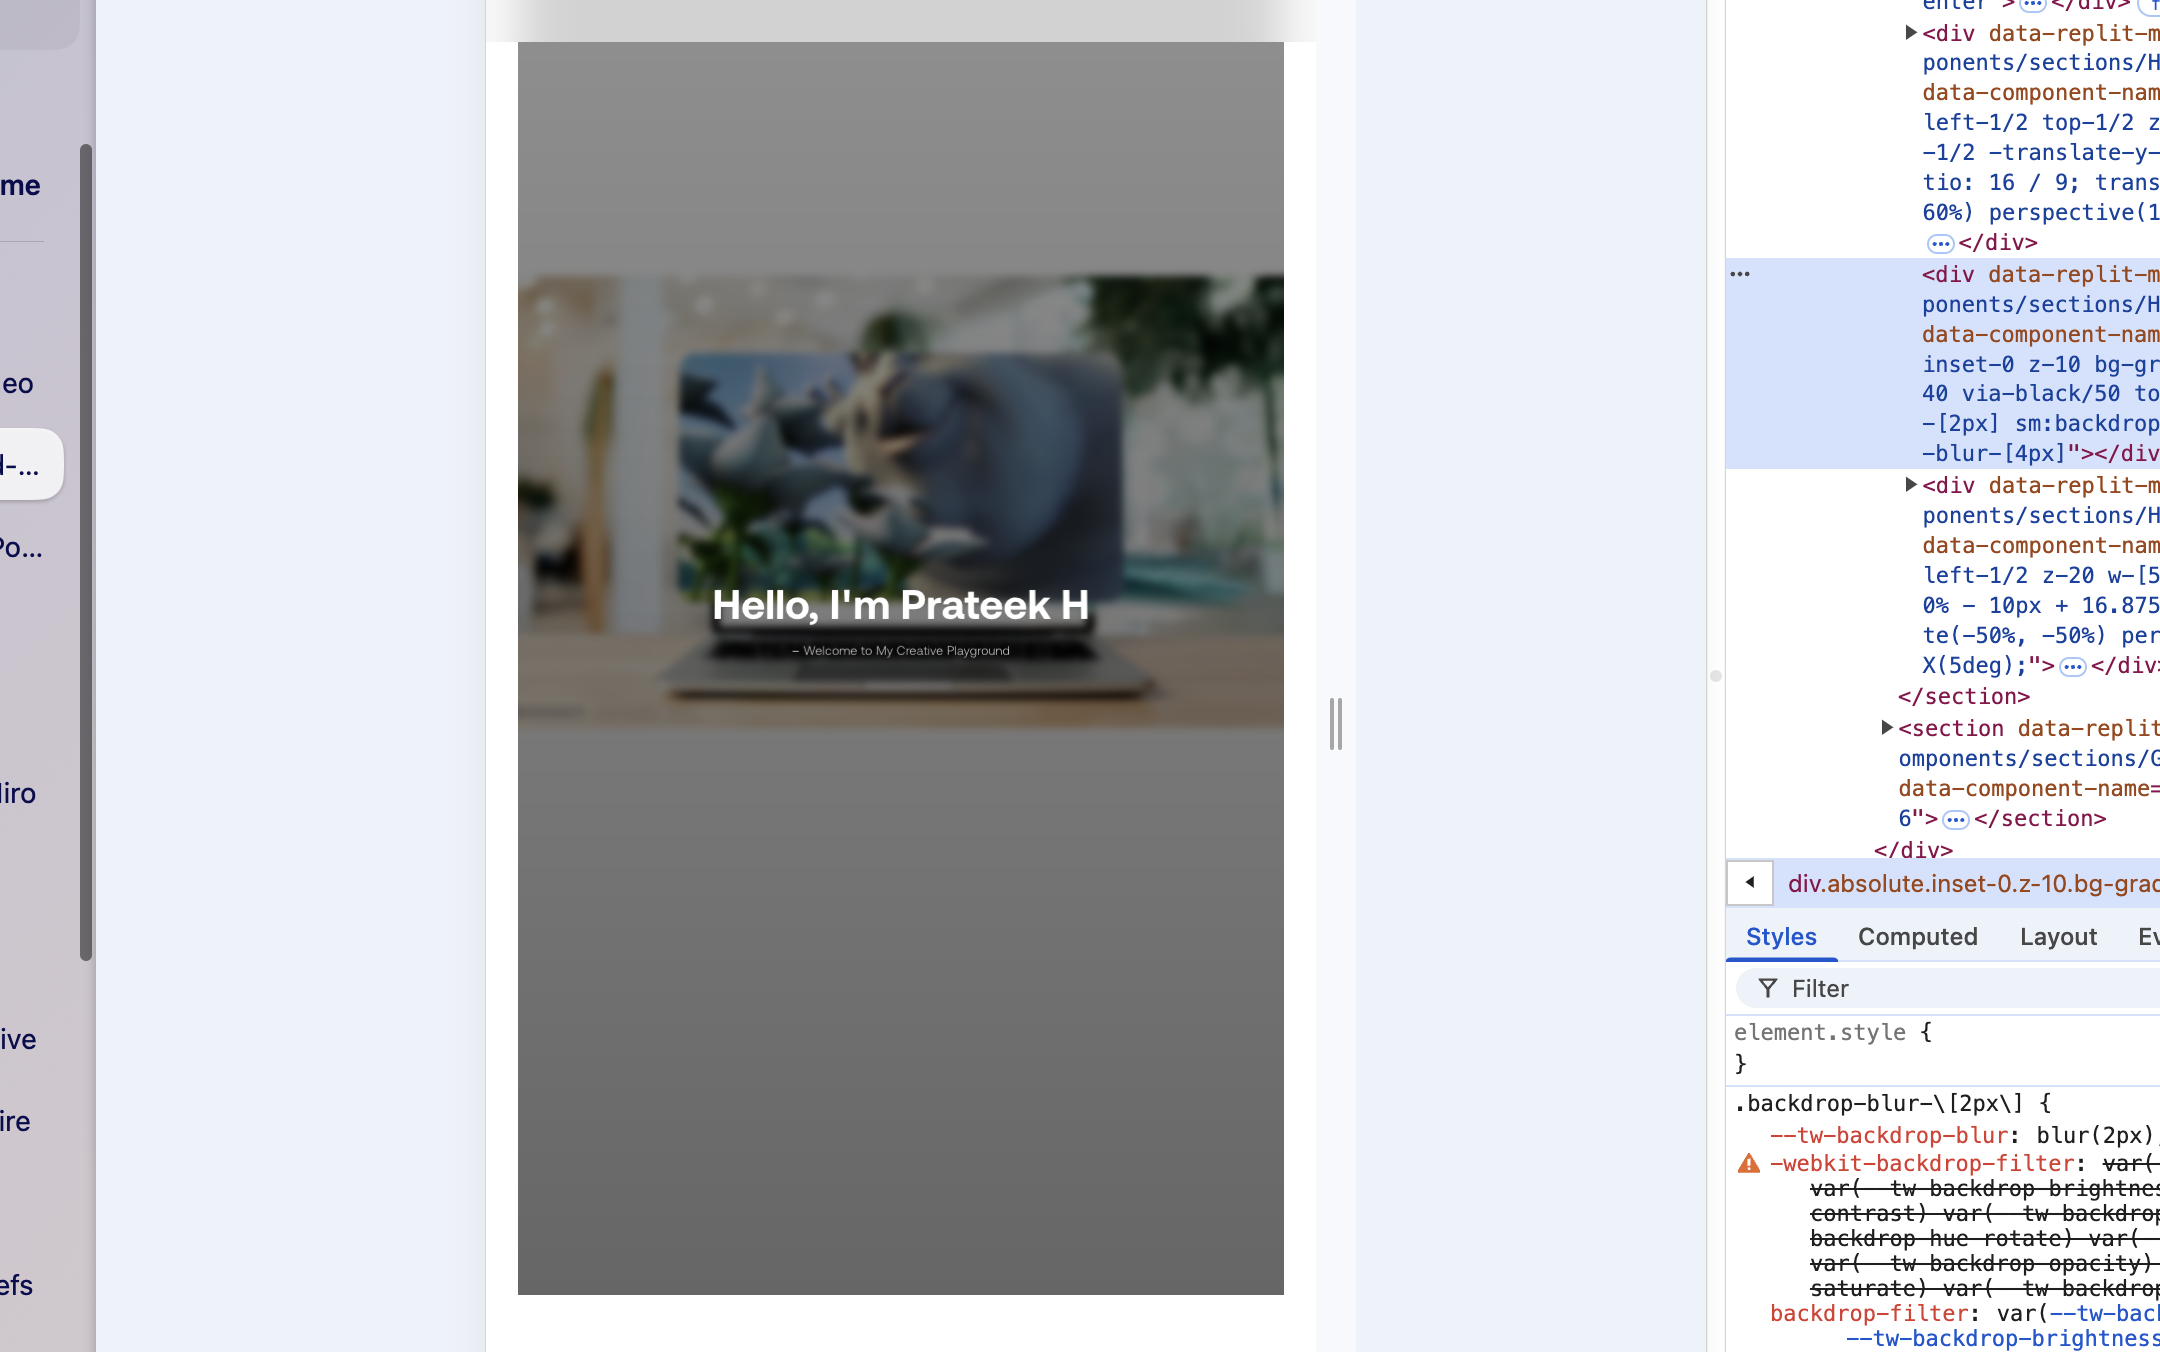 me
eo
d-...
Po...
iro
ive
ire
efs
Hello, I'm Prateek H
– Welcome to My Creative Playground
enter"> ••• </div>
<div data-replit-m
ponents/sections/H
data-component-nam
left-1/2 top-1/2 z
-1/2 -translate-y-
tio: 16 / 9; trans
60%) perspective(1
••• </div>
<div data-replit-m
ponents/sections/H
data-component-nam
inset-0 z-10 bg-gr
40 via-black/50 to
-[2px] sm:backdrop
-blur-[4px]"></div
<div data-replit-m
ponents/sections/H
data-component-nam
left-1/2 z-20 w-[5
0% - 10px + 16.875
te(-50%, -50%) per
X(5deg);"> ••• </div>
</section>
<section data-replit
omponents/sections/G
data-component-name=
6"> ••• </section>
</div>
div.absolute.inset-0.z-10.bg-grad
Styles Computed Layout Ev
Filter
element.style {
}
.backdrop-blur-\[2px\] {
--tw-backdrop-blur: blur(2px)
-webkit-backdrop-filter: var(
var(--tw-backdrop-brightnes
contrast) var(--tw-backdrop
backdrop-hue-rotate) var(-
var(--tw-backdrop-opacity)
saturate) var(--tw-backdrop
backdrop-filter: var(--tw-back
--tw-backdrop-brightness